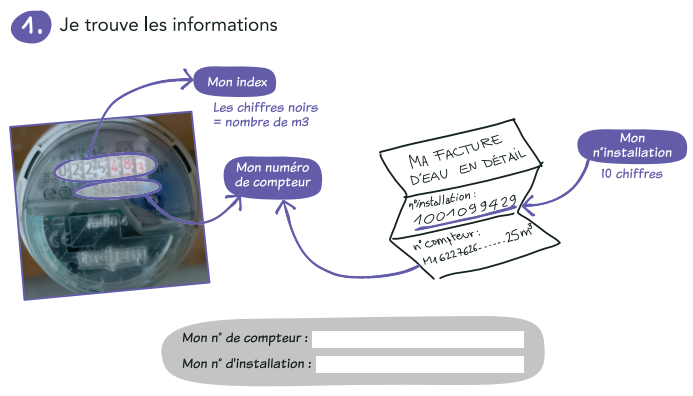 1. Je trouve les informations
Mon index
Les chiffres noirs
= nombre de m3
Mon numéro
de compteur
MA FACTURE
D'EAU EN DÉTAIL
n°installation :
1001099429
n° compteur :
M16227626......25m³
Mon
n°installation
10 chiffres
Mon n° de compteur :
Mon n° d'installation :